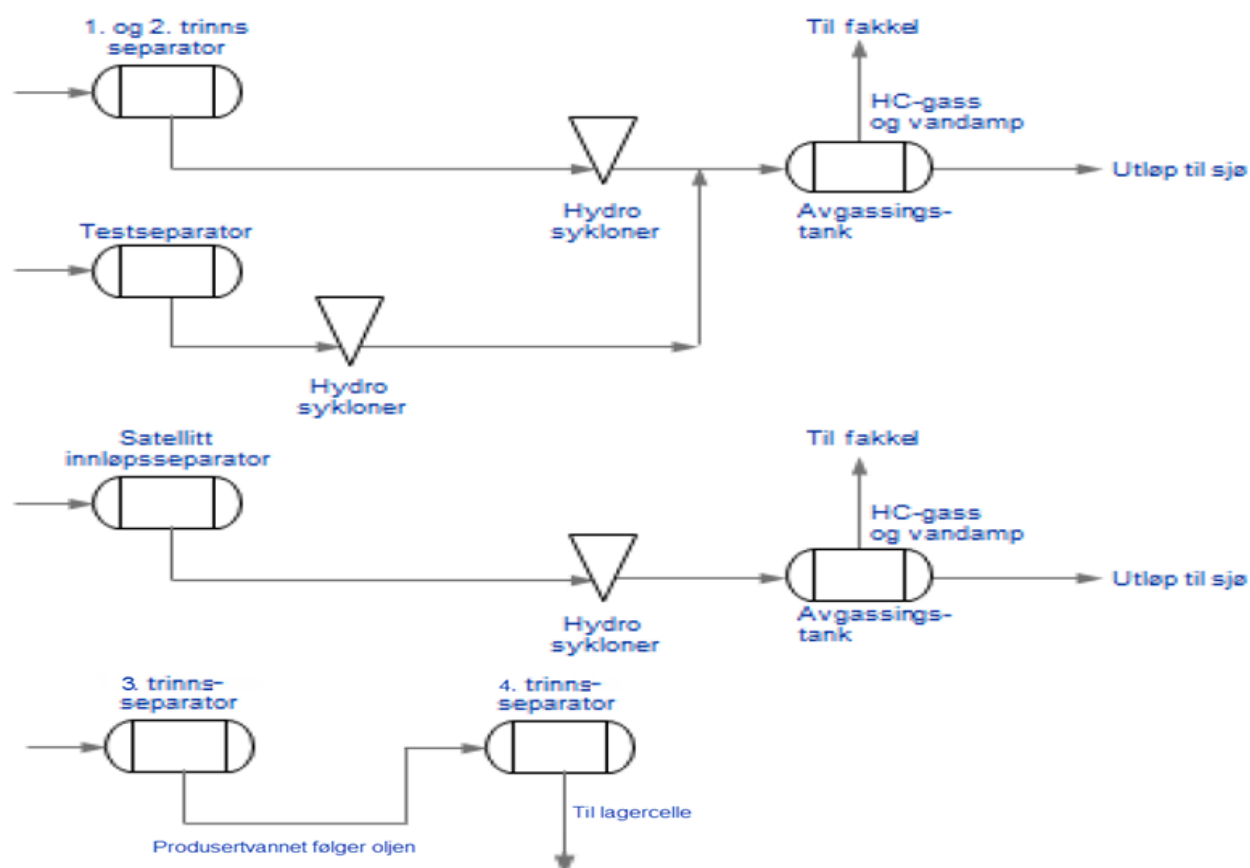 1. og 2. trinns
separator
Til fakkel
HC-gass
og vandamp
Utløp til sjø
Hydro
sykloner
Avgassings-
tank
Testseparator
Hydro
sykloner
Satellitt
innløpsseparator
Til fakkel
HC-gass
og vandamp
Utløp til sjø
Hydro
sykloner
Avgassings-
tank
3. trinns-
separator
4. trinns-
separator
Til lagercelle
Produsertvannet følger oljen